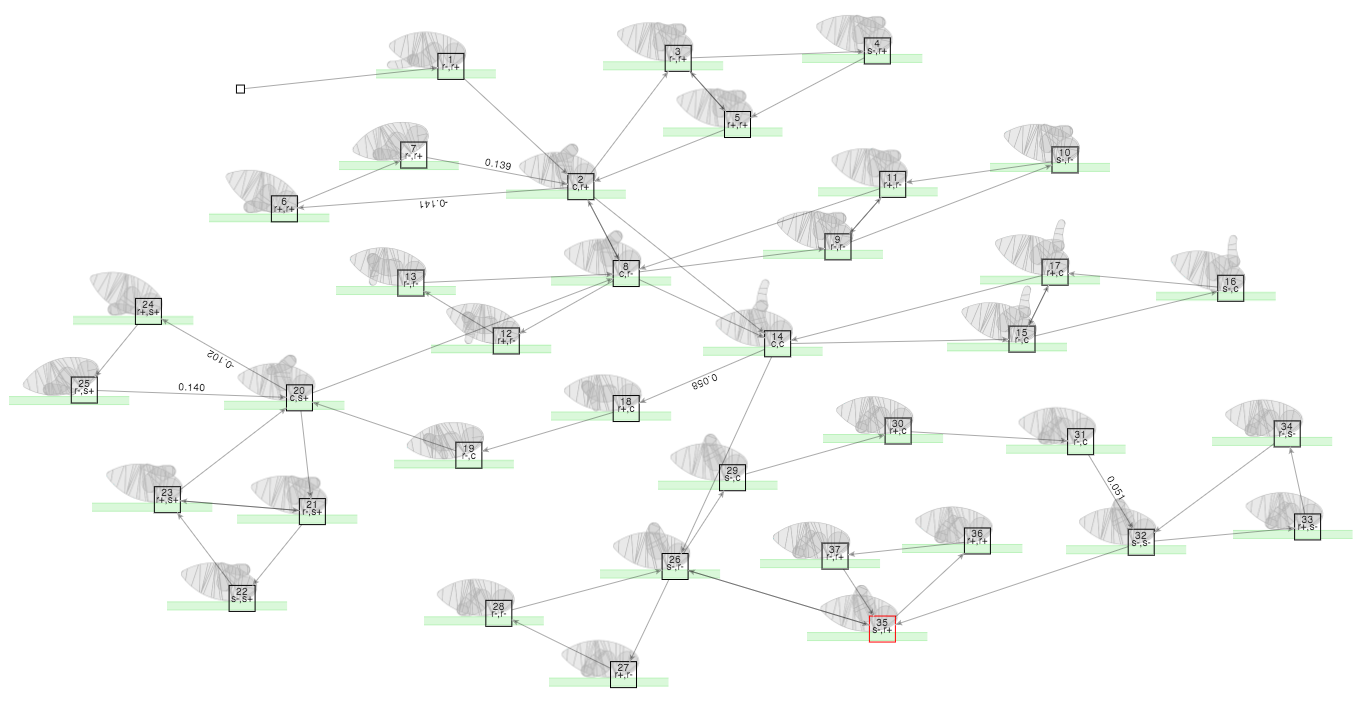 1
r-,r+
2
c,r+
3
r-,r+
4
s-,r+
5
r+,r+
6
r+,r+
7
r-,r+
0.139
-0.141
8
c,r-
9
r-,r-
10
s-,r-
11
r+,r-
12
r+,r-
13
r-,r-
14
c,c
15
r-,c
16
s-,c
17
r+,c
18
r+,c
0.058
19
r-,c
20
c,s+
21
r-,s+
22
s-,s+
23
r+,s+
24
r+,s+
-0.102
25
r-,s+
0.140
26
s-,r-
27
r+,r-
28
r-,r-
29
s-,c
30
r+,c
31
r-,c
0.051
32
s-,s-
33
r+,s-
34
r-,s-
35
s-,r+
36
r+,r+
37
r-,r+